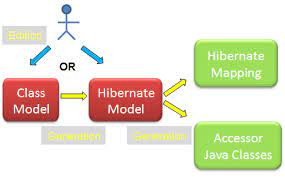 Edition
OR
Class
Model
Hibernate
Model
Hibernate
Mapping
Generation
Generation
Accessor
Java Classes